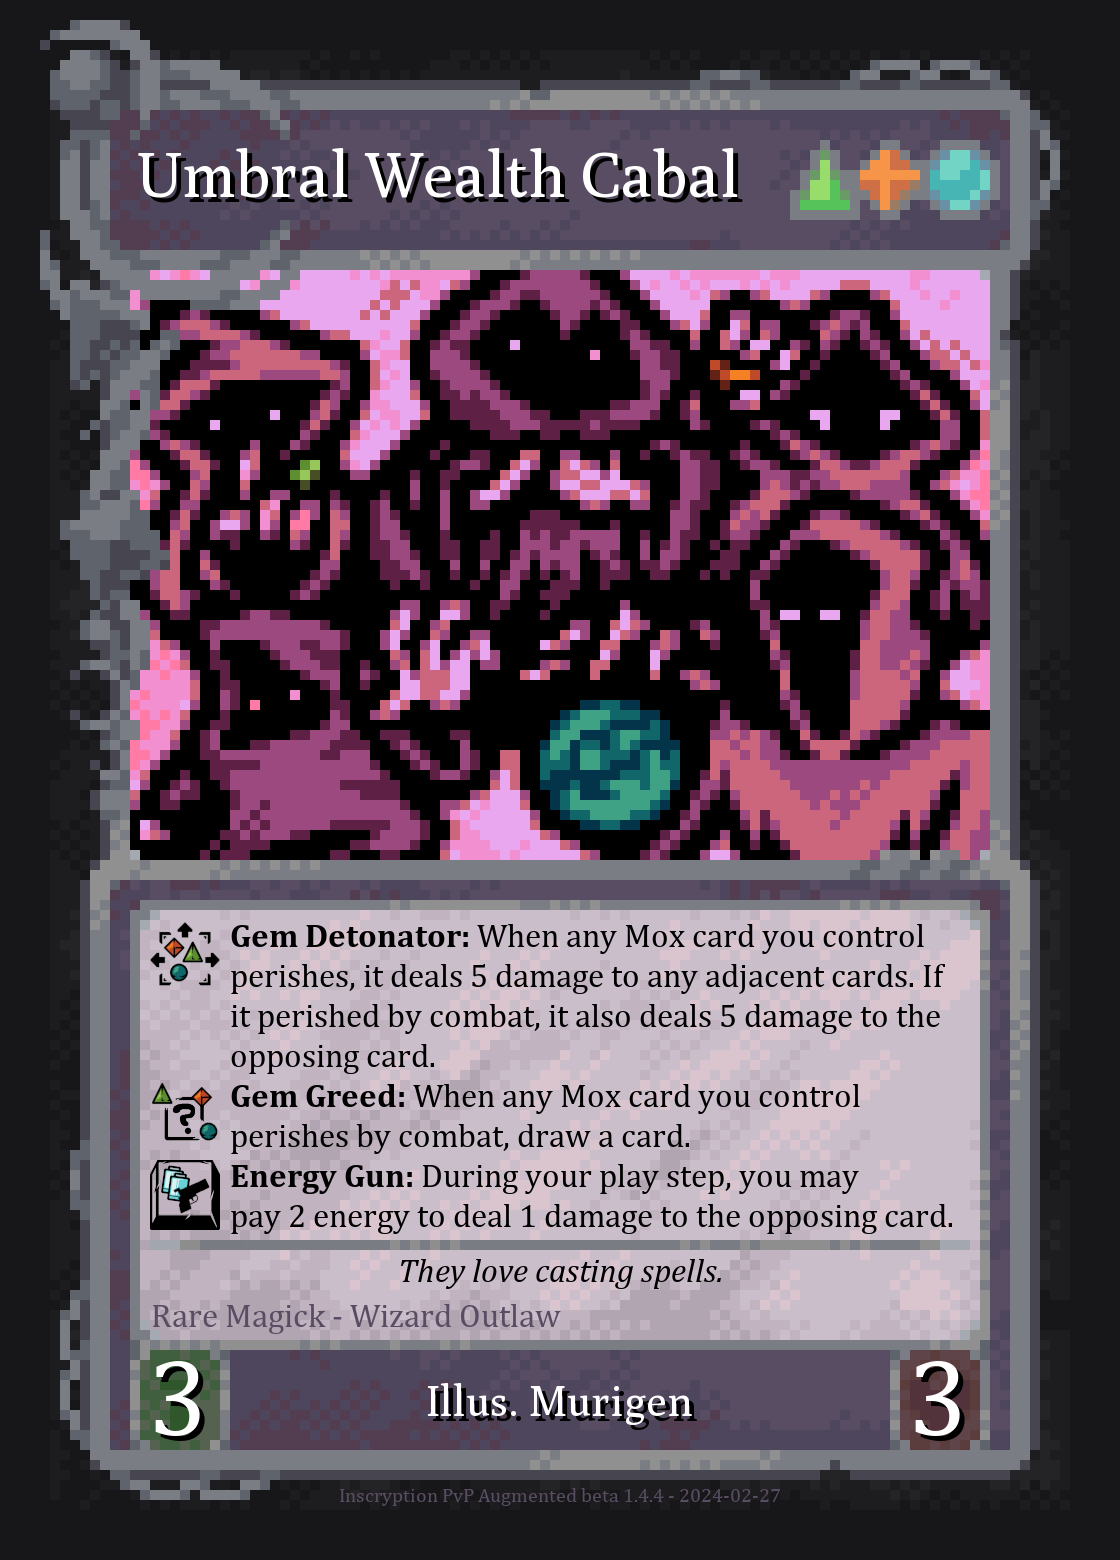 Umbral Wealth Cabal
Gem Detonator: When any Mox card you control
perishes, it deals 5 damage to any adjacent cards. If
it perished by combat, it also deals 5 damage to the
opposing card.
Gem Greed: When any Mox card you control
perishes by combat, draw a card.
Energy Gun: During your play step, you may
pay 2 energy to deal 1 damage to the opposing card.
They love casting spells.
Rare Magick - Wizard Outlaw
3 Illus. Murigen 3
Inscryption PvP Augmented beta 1.4.4 - 2024-02-27